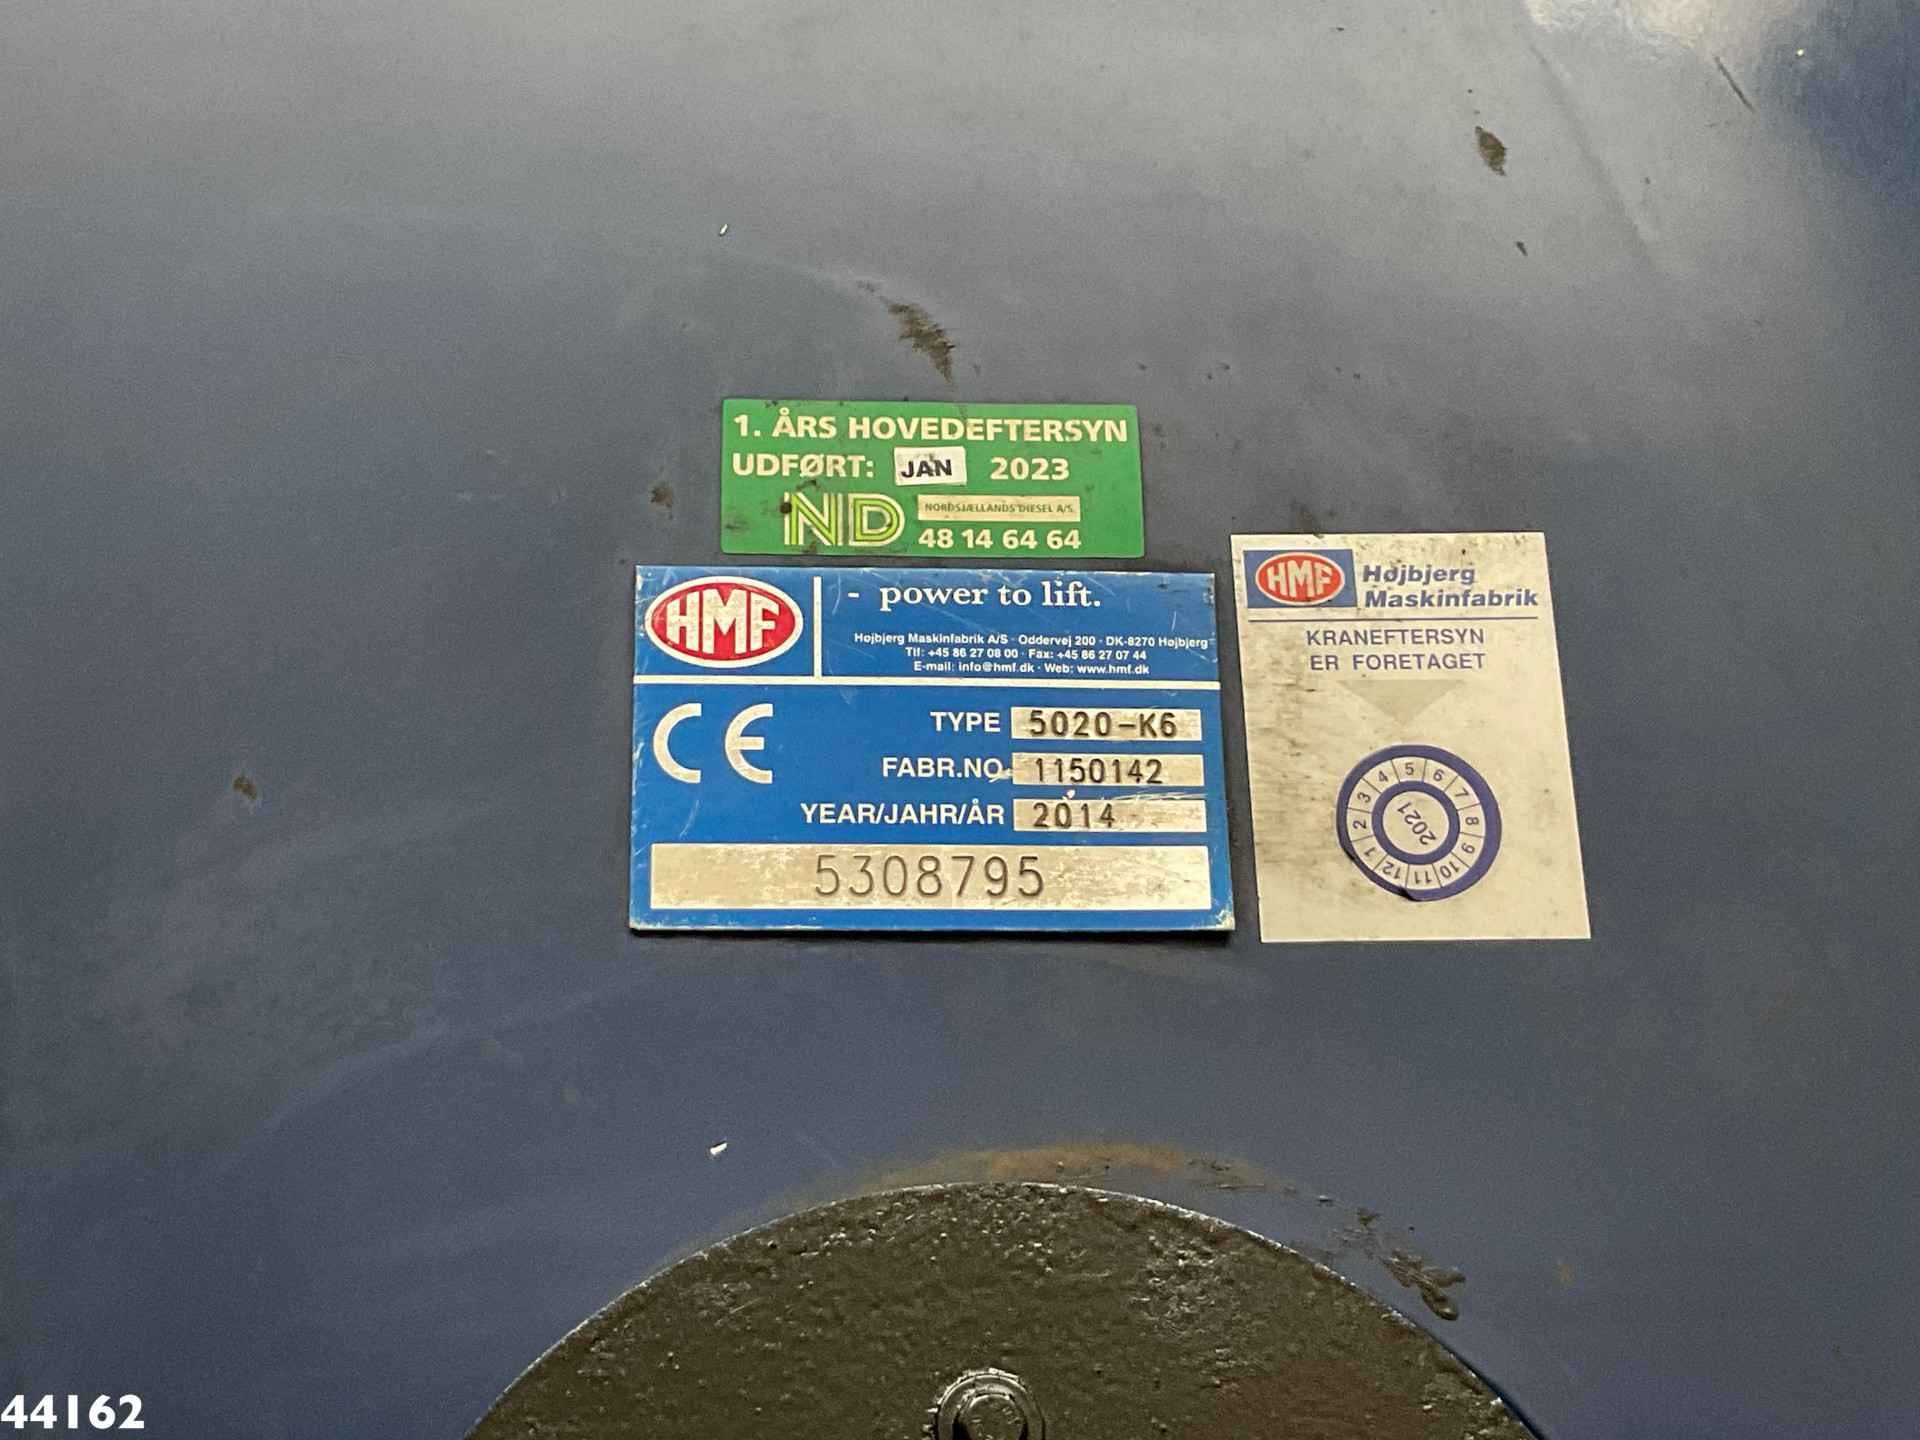 1. ÅRS HOVEDEFTERSYN
UDFØRT: JAN 2023
ND NORDSJÆLLANDS DIESEL A/S.
48 14 64 64
HMF
- power to lift.
Højbjerg Maskinfabrik A/S · Oddervej 200 · DK-8270 Højbjerg
Tlf: +45 86 27 08 00 · Fax: +45 86 27 07 44
E-mail: info@hmf.dk · Web: www.hmf.dk
CE
TYPE 5020-K6
FABR.NO. 1150142
YEAR/JAHR/ÅR 2014
5308795
HMF Højbjerg
Maskinfabrik
KRANEFTERSYN
ER FORETAGET
1 2 3 4 5 6 7 8 9 10 11 12
2021
44162